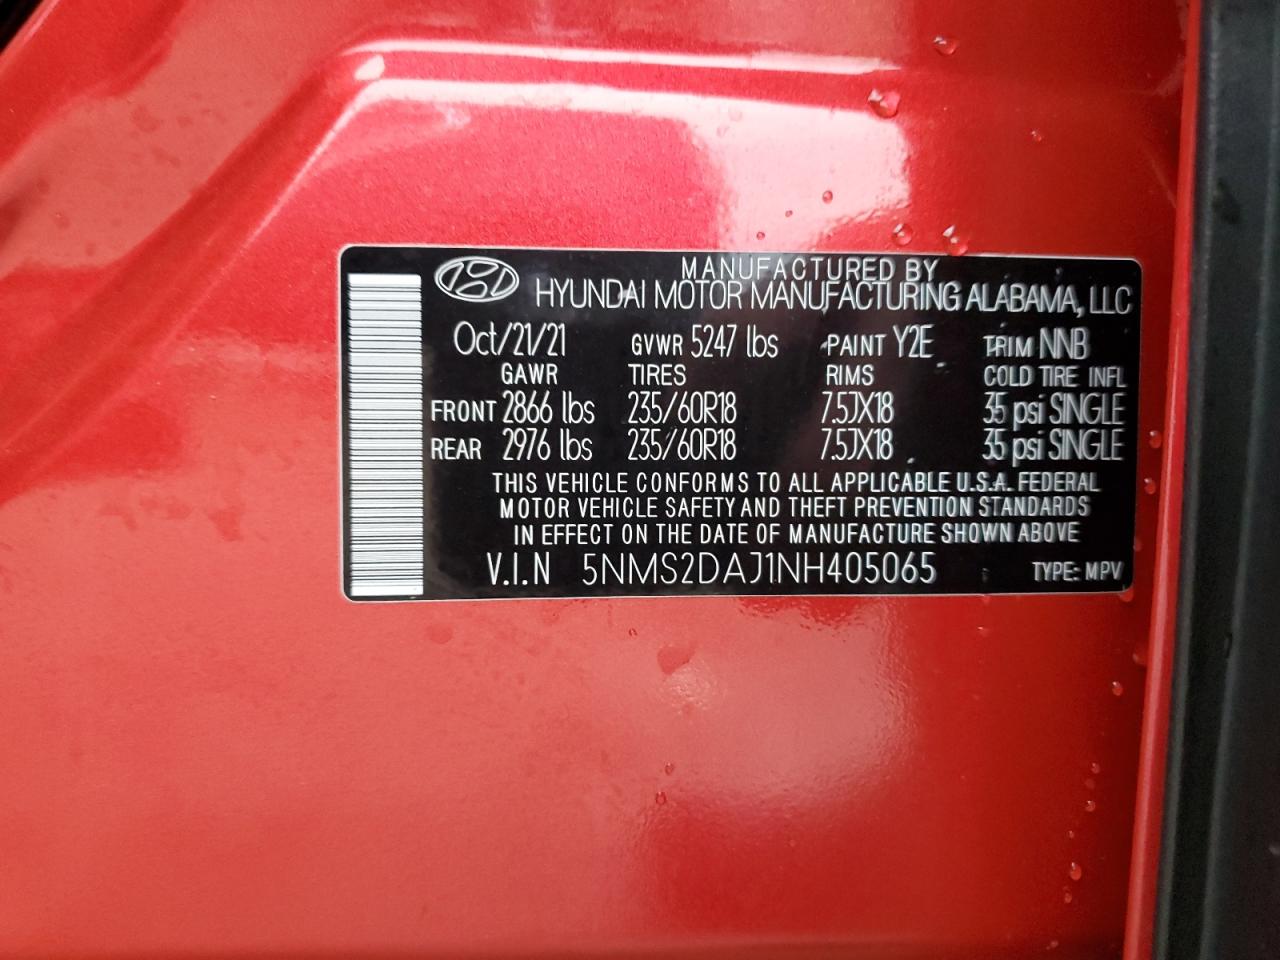 MANUFACTURED BY
HYUNDAI MOTOR MANUFACTURING ALABAMA, LLC
Oct/21/21 GVWR 5247 lbs PAINT Y2E TRIM NNB
GAWR TIRES RIMS COLD TIRE INFL
FRONT 2866 lbs 235/60R18 7.5JX18 35 psi SINGLE
REAR 2976 lbs 235/60R18 7.5JX18 35 psi SINGLE
THIS VEHICLE CONFORMS TO ALL APPLICABLE U.S.A. FEDERAL
MOTOR VEHICLE SAFETY AND THEFT PREVENTION STANDARDS
IN EFFECT ON THE DATE OF MANUFACTURE SHOWN ABOVE
V.I.N 5NMS2DAJ1NH405065 TYPE: MPV